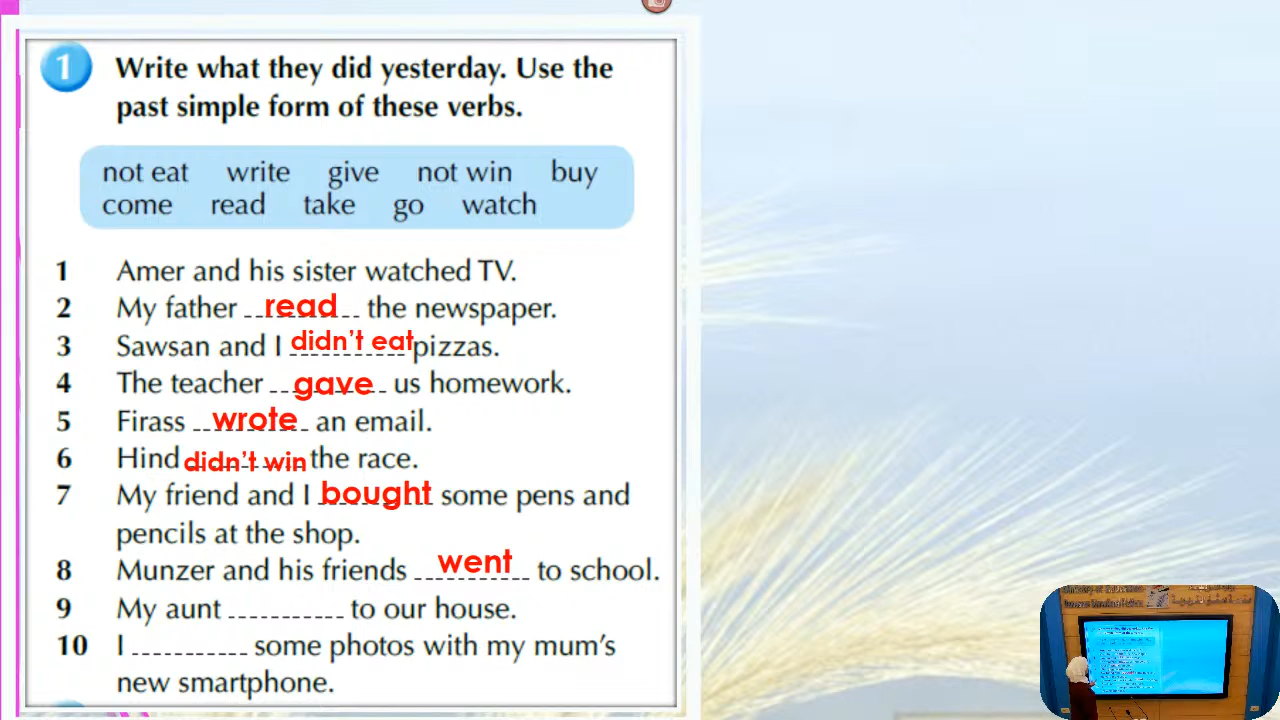 1 Write what they did yesterday. Use the
past simple form of these verbs.
not eat write give not win buy
come read take go watch
1 Amer and his sister watched TV.
2 My father read the newspaper.
3 Sawsan and I didn't eat pizzas.
4 The teacher gave us homework.
5 Firass wrote an email.
6 Hind didn't win the race.
7 My friend and I bought some pens and
pencils at the shop.
8 Munzer and his friends went to school.
9 My aunt ----------- to our house.
10 I ----------- some photos with my mum's
new smartphone.